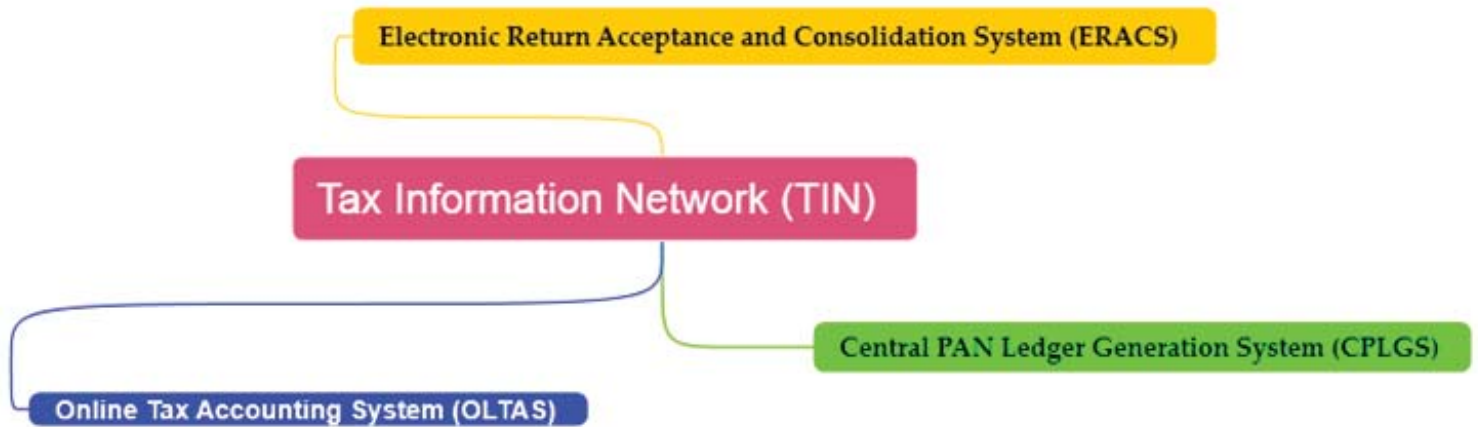 Electronic Return Acceptance and Consolidation System (ERACS)
Tax Information Network (TIN)
Central PAN Ledger Generation System (CPLGS)
Online Tax Accounting System (OLTAS)